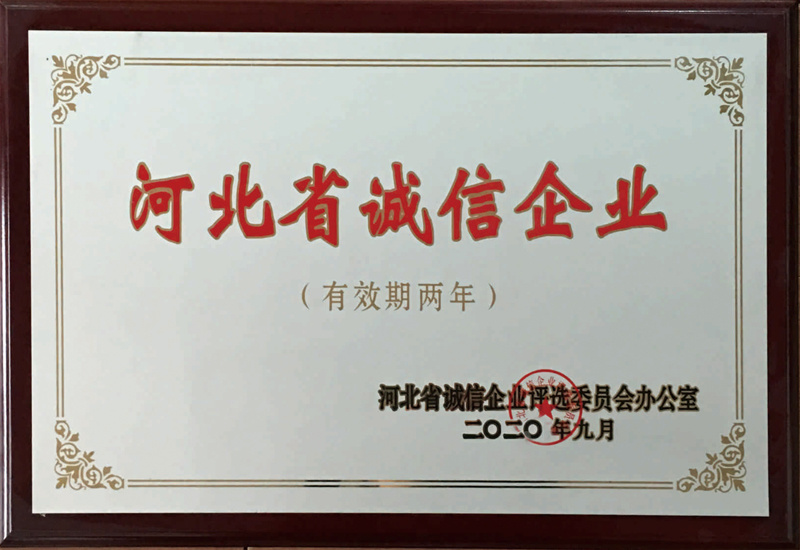 河北省诚信企业
（有效期两年）
河北省诚信企业评选委员会办公室
二〇二〇年九月